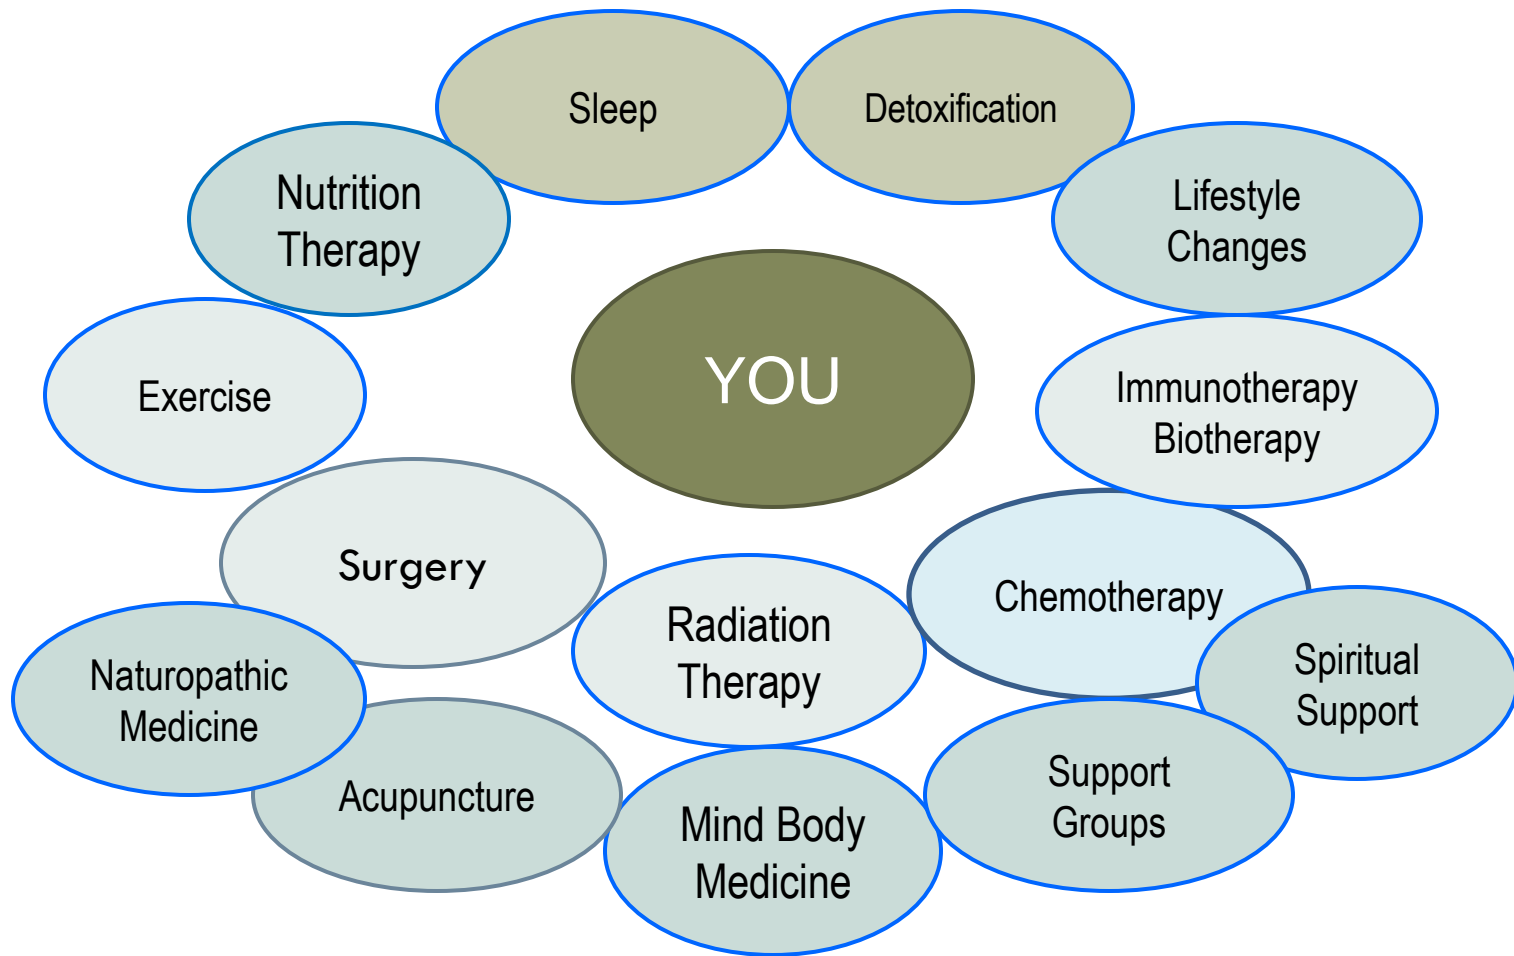 Sleep
Detoxification
Nutrition
Therapy
Lifestyle
Changes
YOU
Exercise
Immunotherapy
Biotherapy
Surgery
Chemotherapy
Radiation
Therapy
Spiritual
Support
Naturopathic
Medicine
Acupuncture
Support
Groups
Mind Body
Medicine